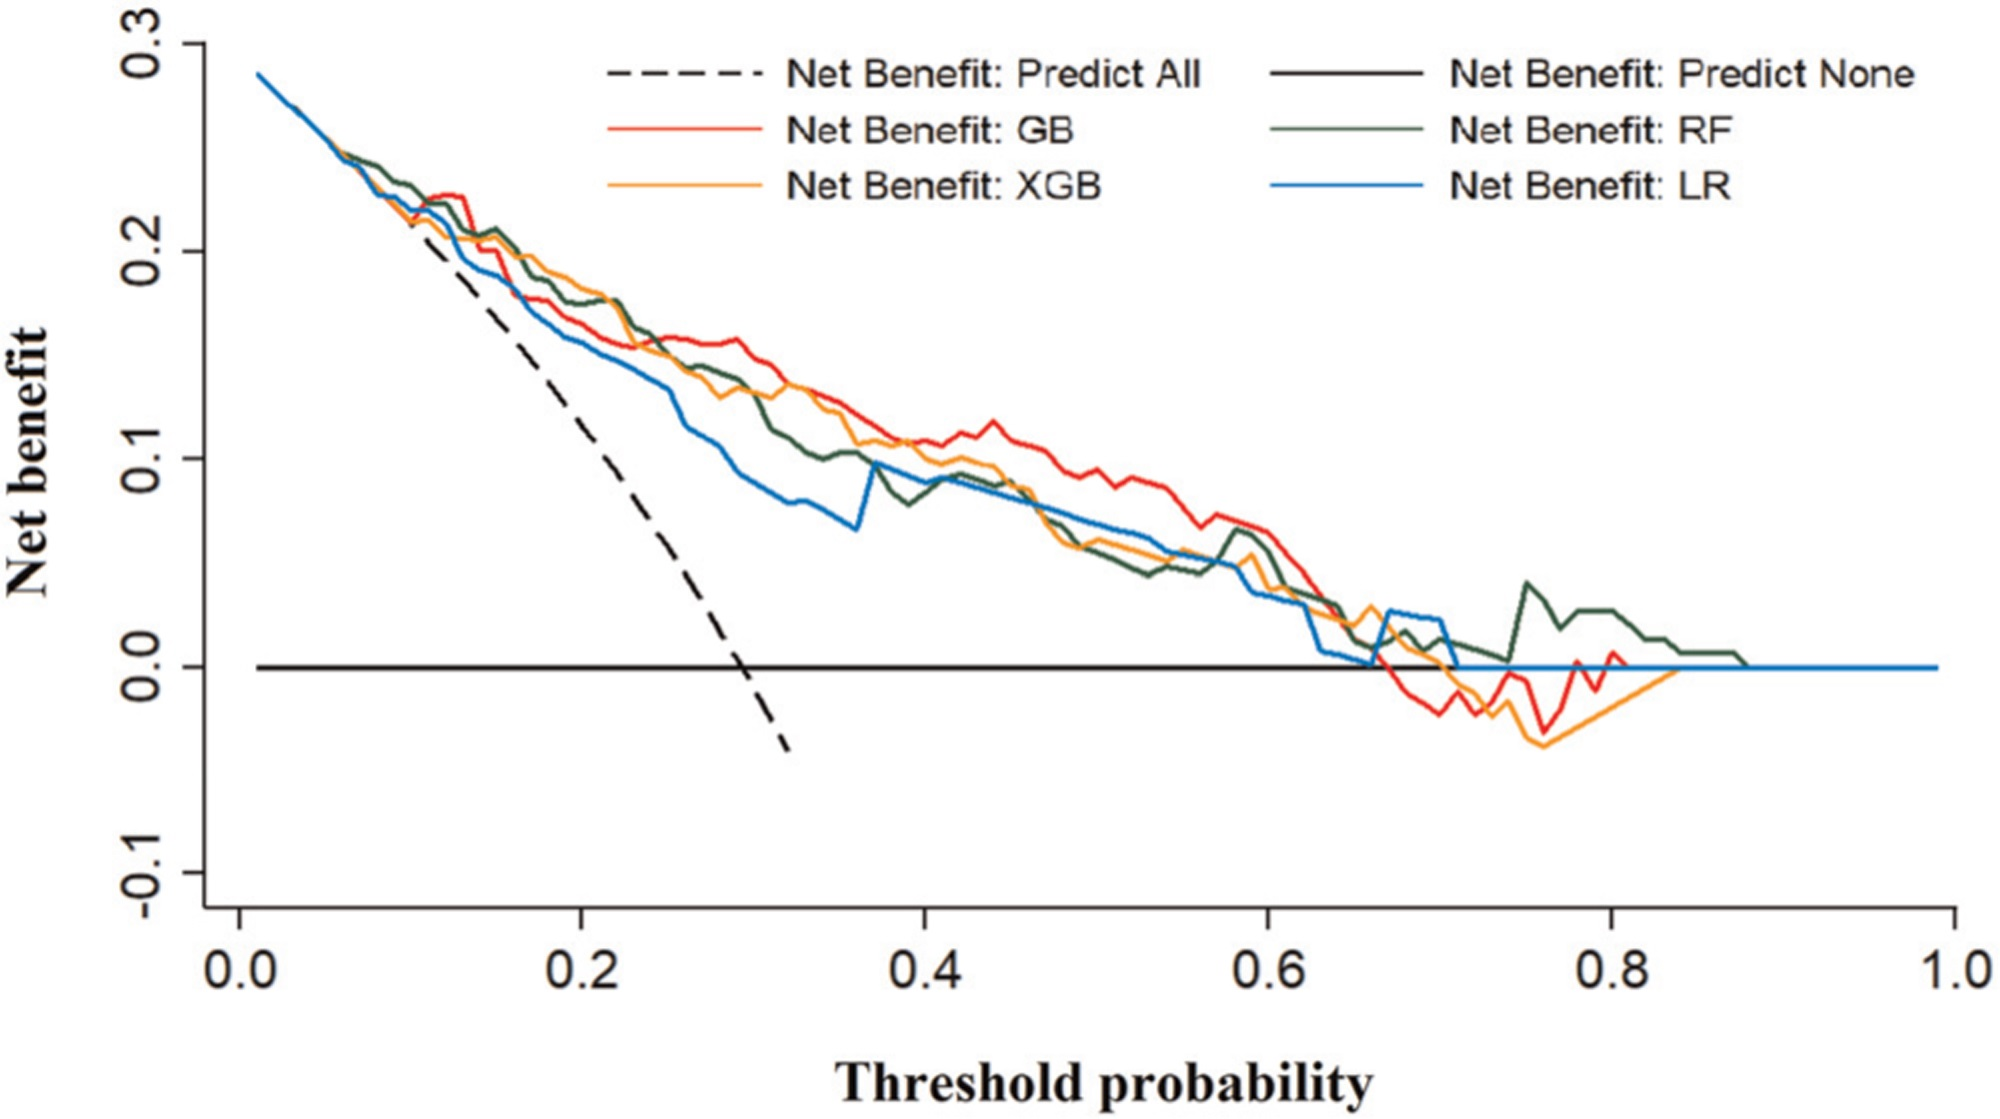 Net Benefit: Predict All
Net Benefit: Predict None
Net Benefit: GB
Net Benefit: RF
Net Benefit: XGB
Net Benefit: LR
Net benefit
0.3
0.2
0.1
0.0
-0.1
0.0 0.2 0.4 0.6 0.8 1.0
Threshold probability